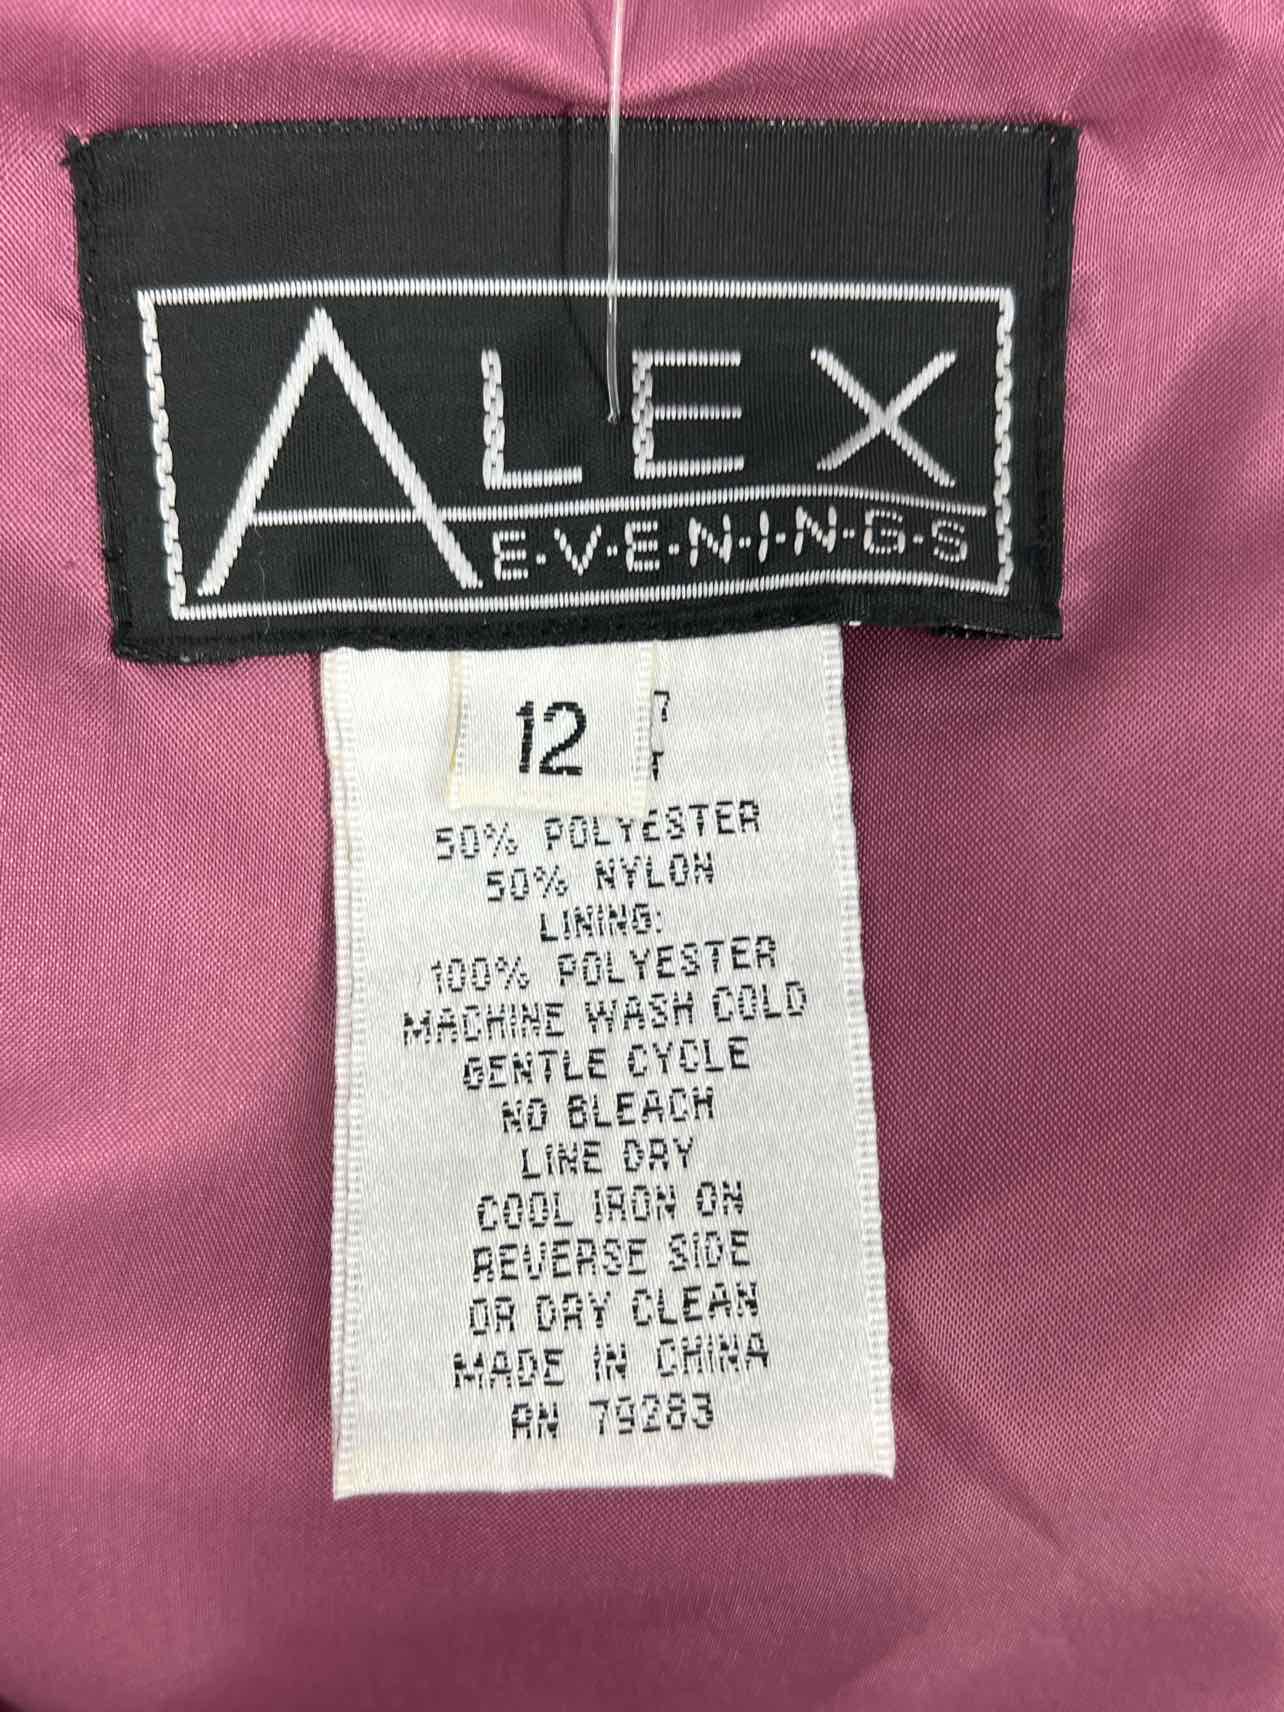 ALEX
E·V·E·N·I·N·G·S
12
50% POLYESTER
50% NYLON
LINING:
100% POLYESTER
MACHINE WASH COLD
GENTLE CYCLE
NO BLEACH
LINE DRY
COOL IRON ON
REVERSE SIDE
OR DRY CLEAN
MADE IN CHINA
RN 79283